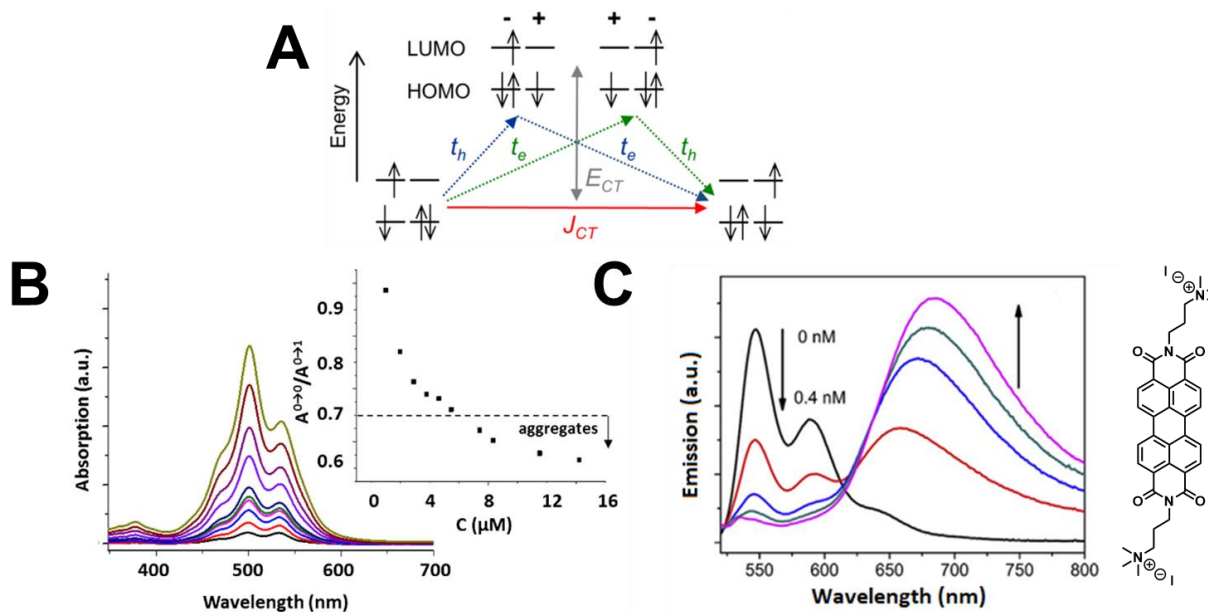 A
- +
+ -
LUMO
HOMO
Energy
t_h
t_e
t_e
t_h
E_CT
J_CT
B
Absorption (a.u.)
400
500
600
700
Wavelength (nm)
A^0→0/A^0→1
0.9
0.8
0.7
0.6
aggregates
0
4
8
12
16
C (µM)
C
Emission (a.u.)
0 nM
0.4 nM
550
600
650
700
750
800
Wavelength (nm)
I
⊖
⊕
N
N
O
O
O
O
N
N
⊕
⊖
I